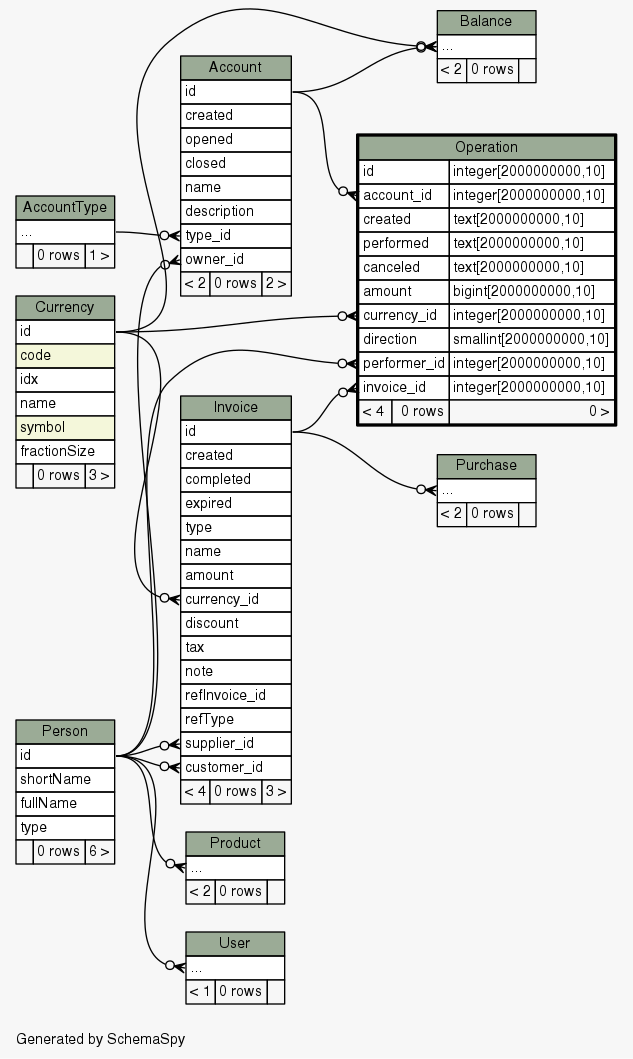 Balance
...
< 2 0 rows
Account
id
created
opened
closed
name
description
type_id
owner_id
< 2 0 rows 2 >
Operation
id integer[2000000000,10]
account_id integer[2000000000,10]
created text[2000000000,10]
performed text[2000000000,10]
canceled text[2000000000,10]
amount bigint[2000000000,10]
currency_id integer[2000000000,10]
direction smallint[2000000000,10]
performer_id integer[2000000000,10]
invoice_id integer[2000000000,10]
< 4 0 rows 0 >
AccountType
...
0 rows 1 >
Currency
id
code
idx
name
symbol
fractionSize
0 rows 3 >
Invoice
id
created
completed
expired
type
name
amount
currency_id
discount
tax
note
refInvoice_id
refType
supplier_id
customer_id
< 4 0 rows 3 >
Purchase
...
< 2 0 rows
Person
id
shortName
fullName
type
0 rows 6 >
Product
...
< 2 0 rows
User
...
< 1 0 rows
Generated by SchemaSpy